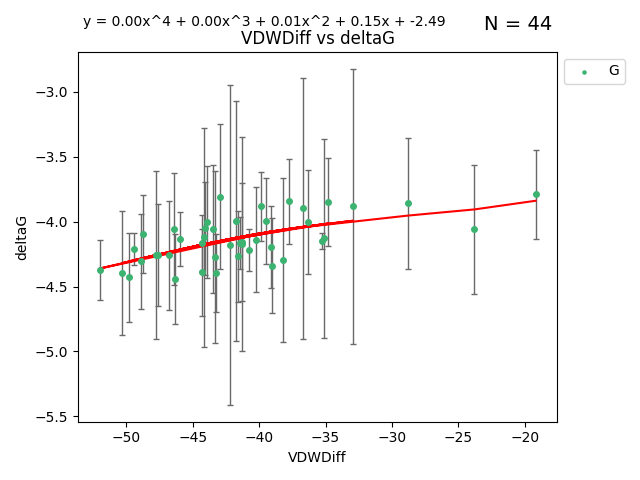 y = 0.00x^4 + 0.00x^3 + 0.01x^2 + 0.15x + -2.49
N = 44
VDWDiff vs deltaG
G
−3.0
−3.5
−4.0
−4.5
−5.0
−5.5
deltaG
−50
−45
−40
−35
−30
−25
−20
VDWDiff